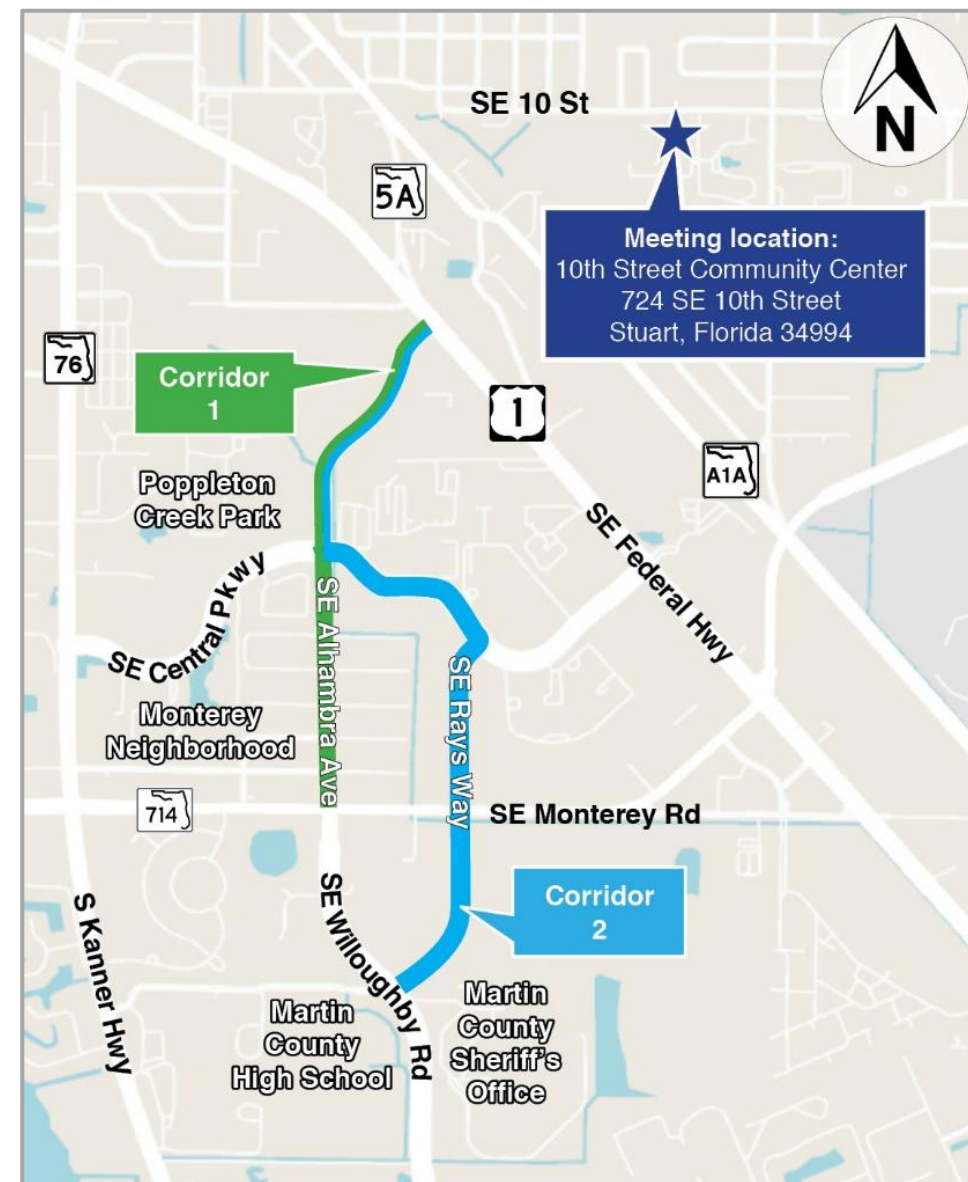 SE 10 St
N
5A
Meeting location:
10th Street Community Center
724 SE 10th Street
Stuart, Florida 34994
76
Corridor
1
1
A1A
Poppleton
Creek Park
SE Federal Hwy
SE Central Pkwy
SE Alhambra Ave
SE Rays Way
Monterey
Neighborhood
714
SE Monterey Rd
S Kanner Hwy
SE Willoughby Rd
Corridor
2
Martin
County
High School
Martin
County
Sheriff's
Office